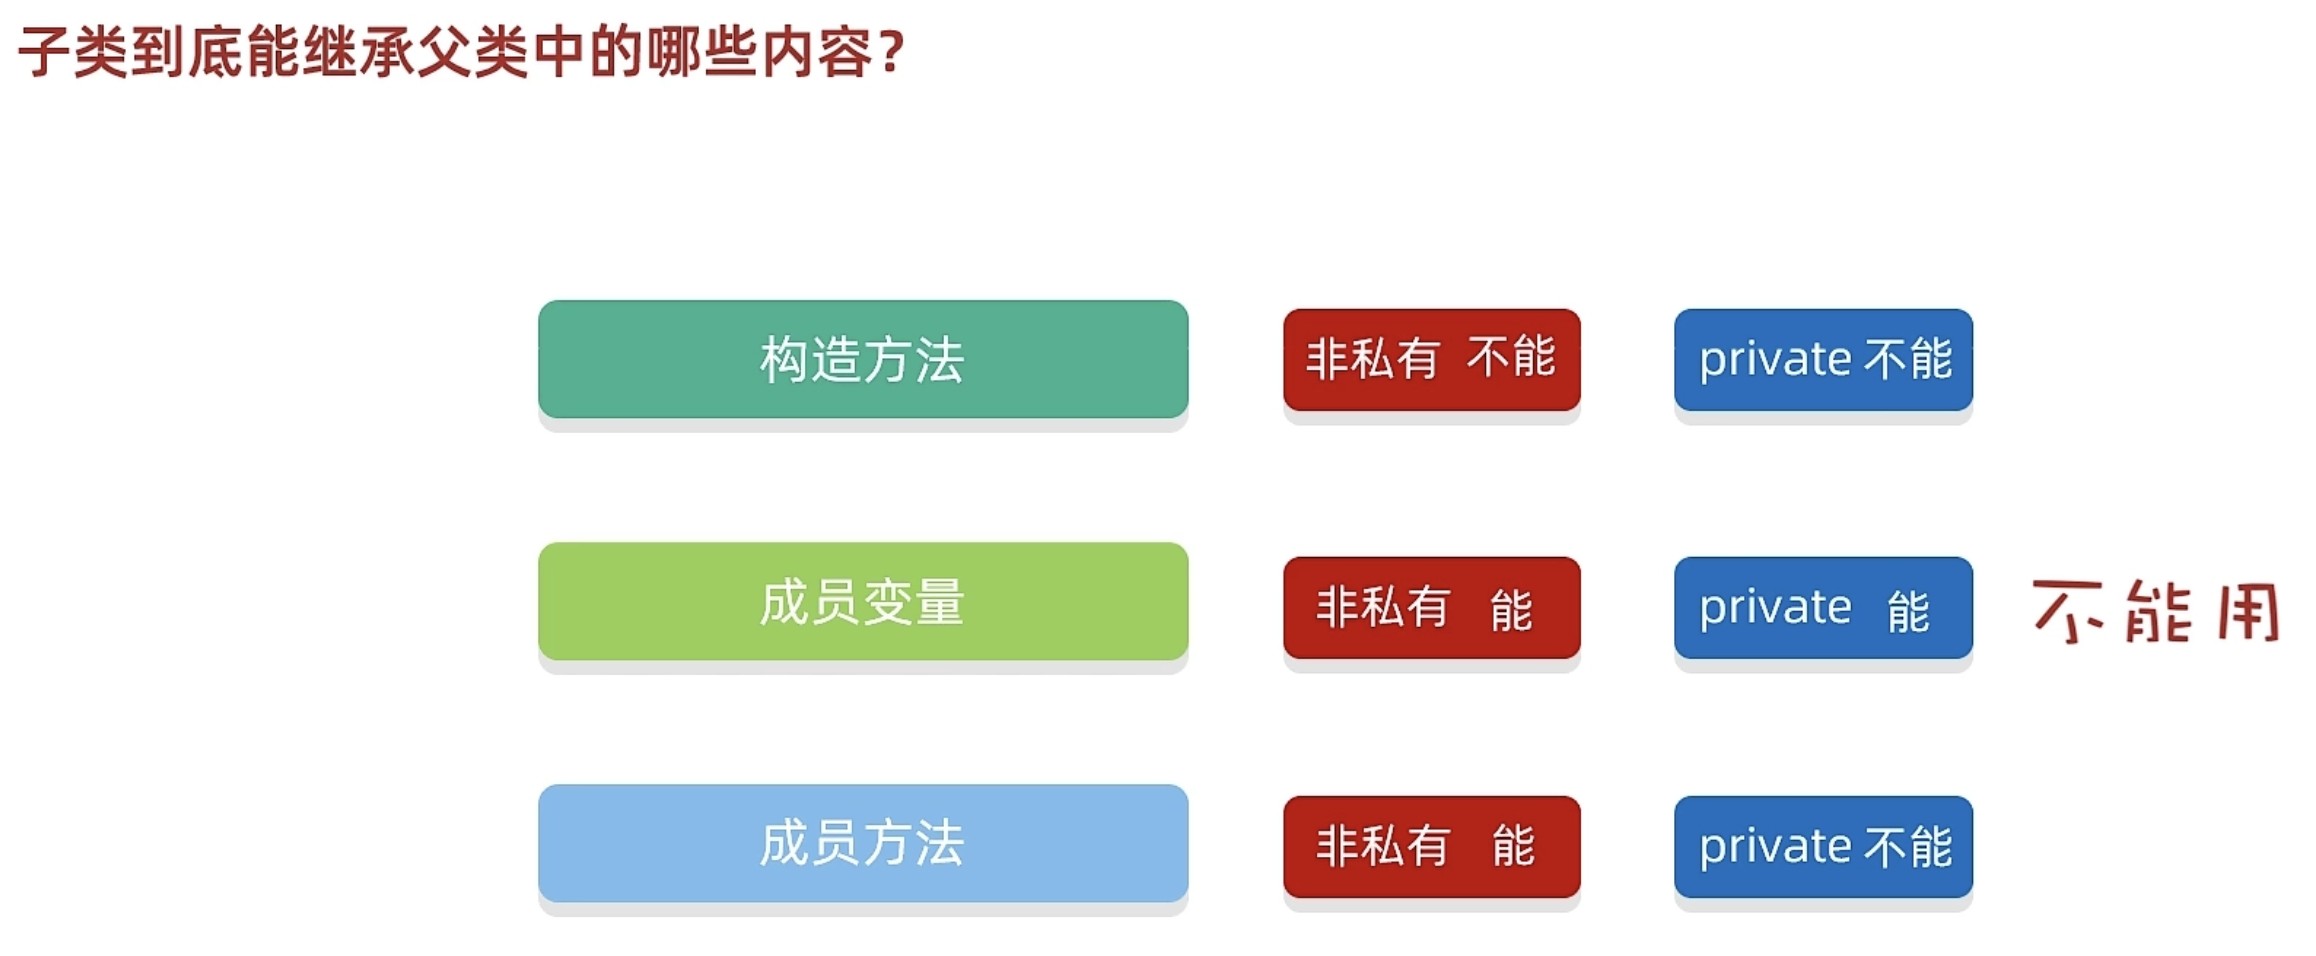 子类到底能继承父类中的哪些内容？
构造方法 非私有 不能 private 不能
成员变量 非私有 能 private 能 不能用
成员方法 非私有 能 private 不能